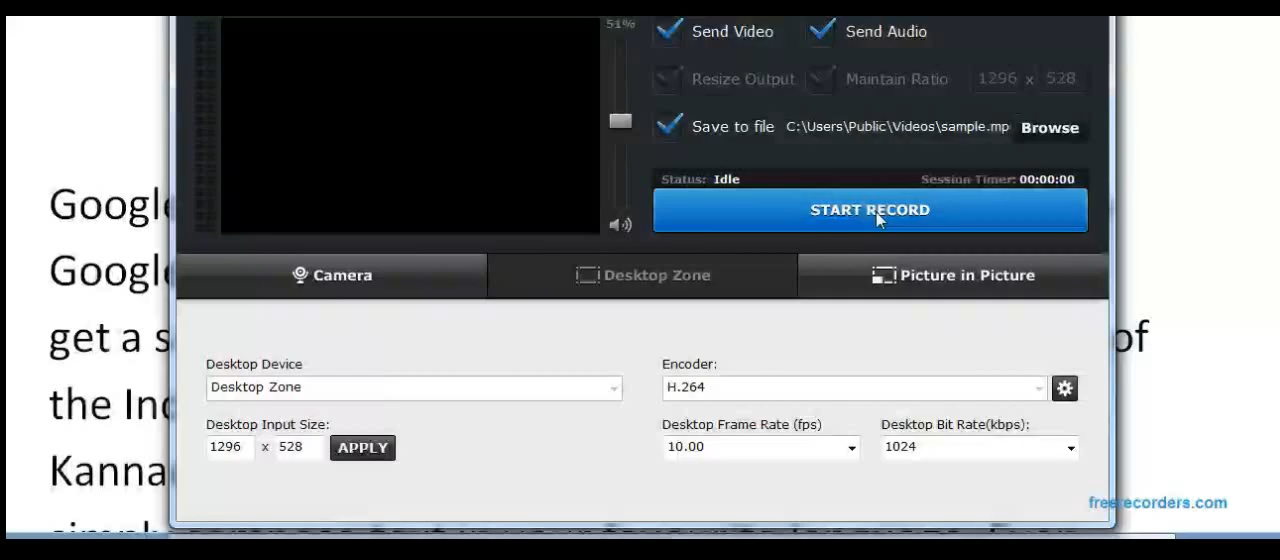 51%
Send Video Send Audio
Resize Output Maintain Ratio 1296 x 528
Save to file C:\Users\Public\Videos\sample.mp Browse
Status: Idle Session Timer: 00:00:00
START RECORD
Google
Google
get a s of
the Ind
Kanna
Camera Desktop Zone Picture in Picture
Desktop Device Encoder:
Desktop Zone H.264
Desktop Input Size: Desktop Frame Rate (fps) Desktop Bit Rate(kbps):
1296 x 528 APPLY 10.00 1024
freerecorders.com